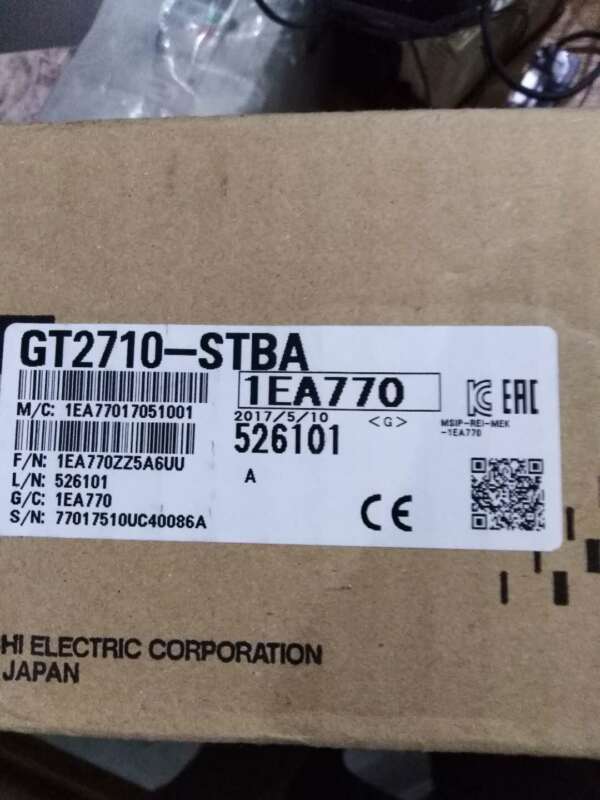 GT2710-STBA
1EA770
M/C: 1EA77017051001
2017/5/10 <G>
526101
MSIP-REI-MEK
-1EA770
EAC
F/N: 1EA770ZZ5A6UU
L/N: 526101
A
G/C: 1EA770
S/N: 77017510UC40086A
CE
HI ELECTRIC CORPORATION
JAPAN